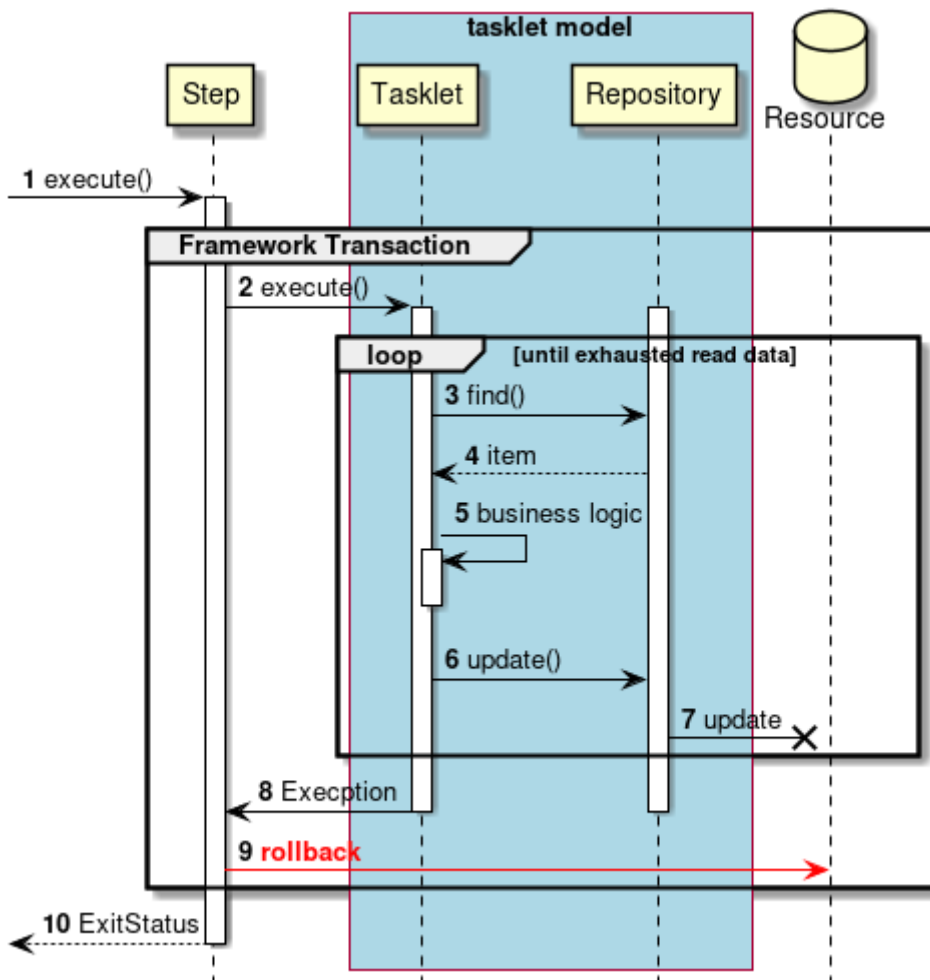 tasklet model
Step
Tasklet
Repository
Resource
1 execute()
Framework Transaction
2 execute()
loop [until exhausted read data]
3 find()
4 item
5 business logic
6 update()
7 update
8 Execption
9 rollback
10 ExitStatus